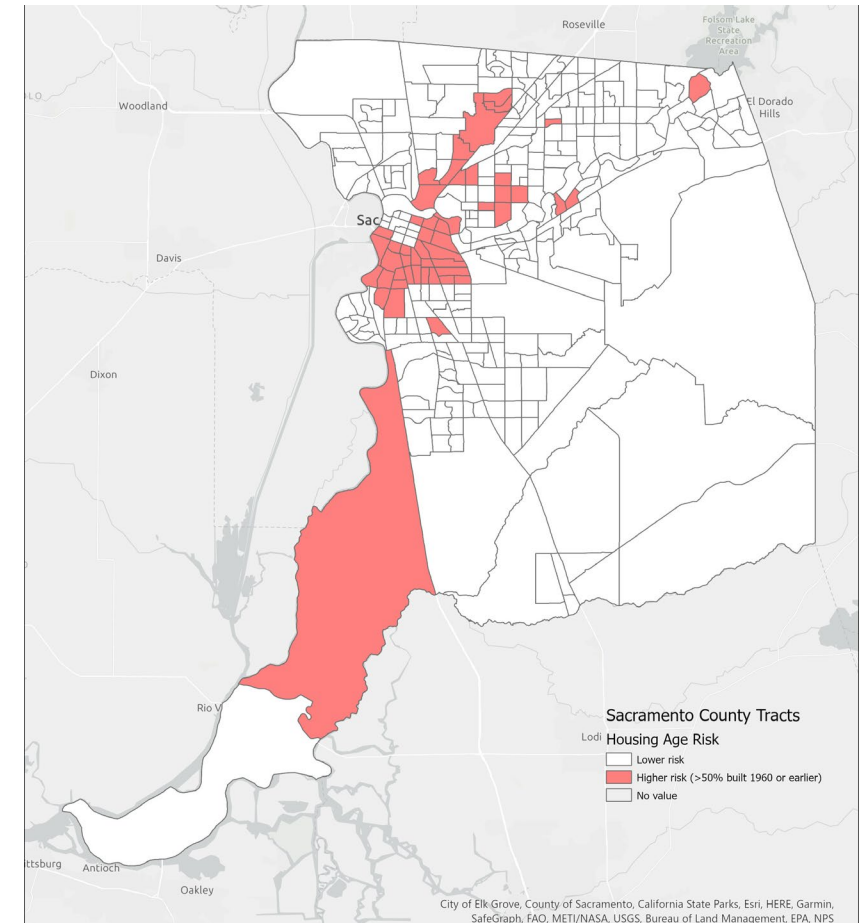 Roseville
Folsom Lake
State
Recreation
Area
Woodland
El Dorado
Hills
Sac
Davis
Dixon
Rio V
Sacramento County Tracts
Housing Age Risk
Lodi
Lower risk
Higher risk (>50% built 1960 or earlier)
No value
ittsburg
Antioch
Oakley
City of Elk Grove, County of Sacramento, California State Parks, Esri, HERE, Garmin,
SafeGraph, FAO, METI/NASA, USGS, Bureau of Land Management, EPA, NPS